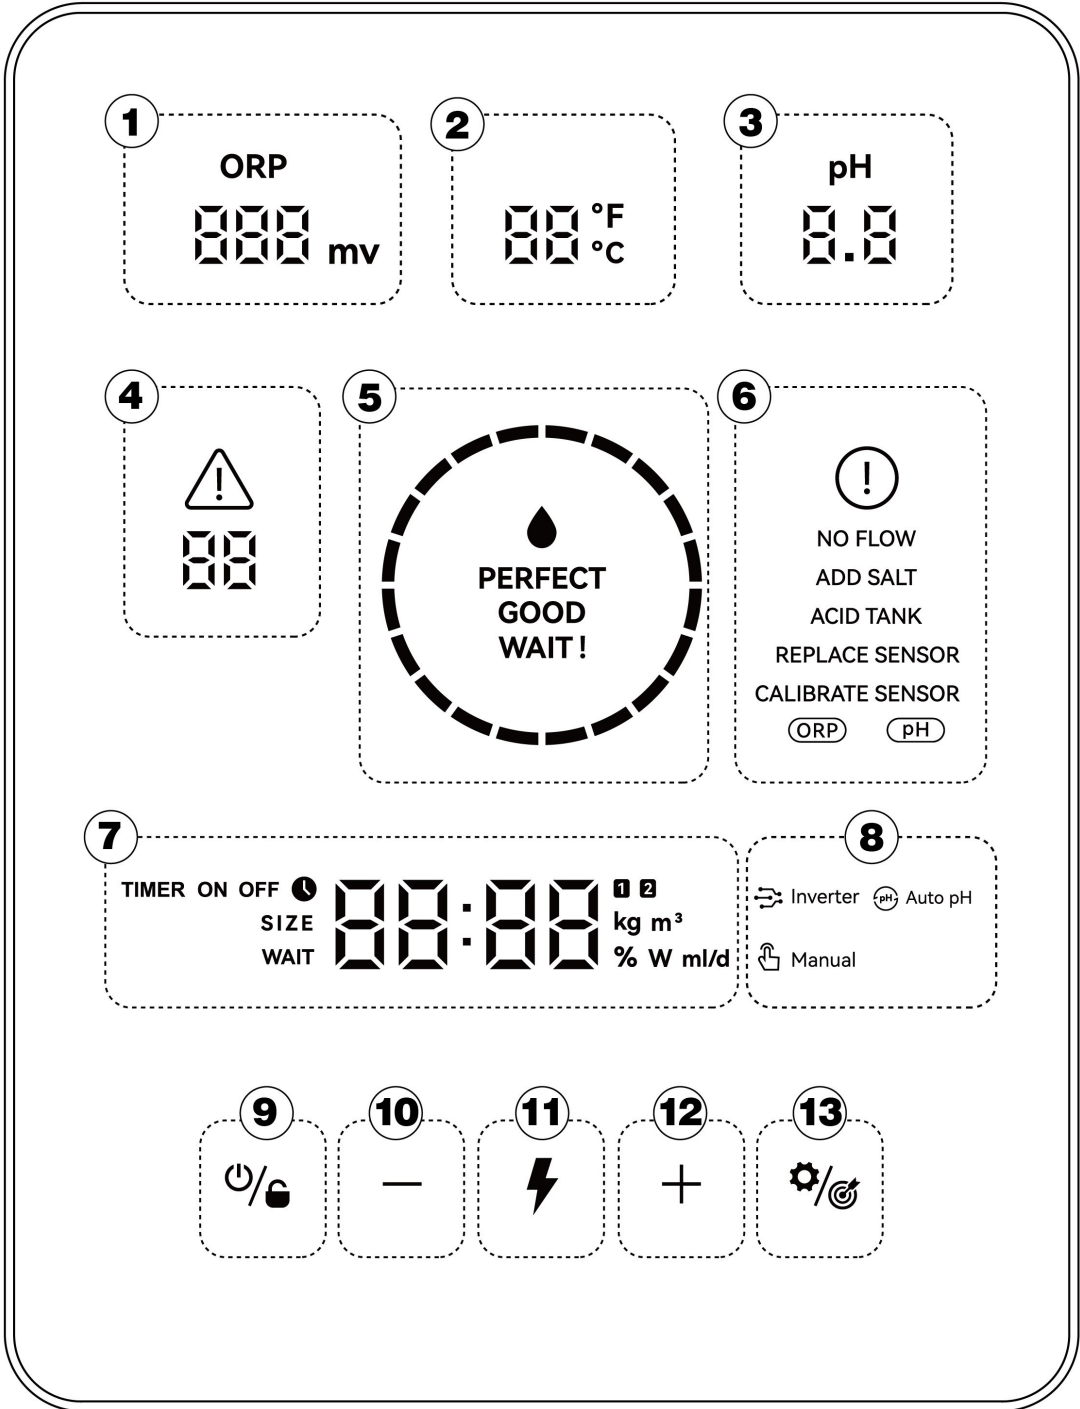 1
ORP
888 mv
2
88 °F
°C
3
pH
8.8
4
!
88
5
PERFECT
GOOD
WAIT !
6
!
NO FLOW
ADD SALT
ACID TANK
REPLACE SENSOR
CALIBRATE SENSOR
ORP pH
7
TIMER ON OFF 88:88 1 2
SIZE kg m³
WAIT % W ml/d
8
Inverter pH Auto pH
Manual
9 10 11 12 13
/ − + /